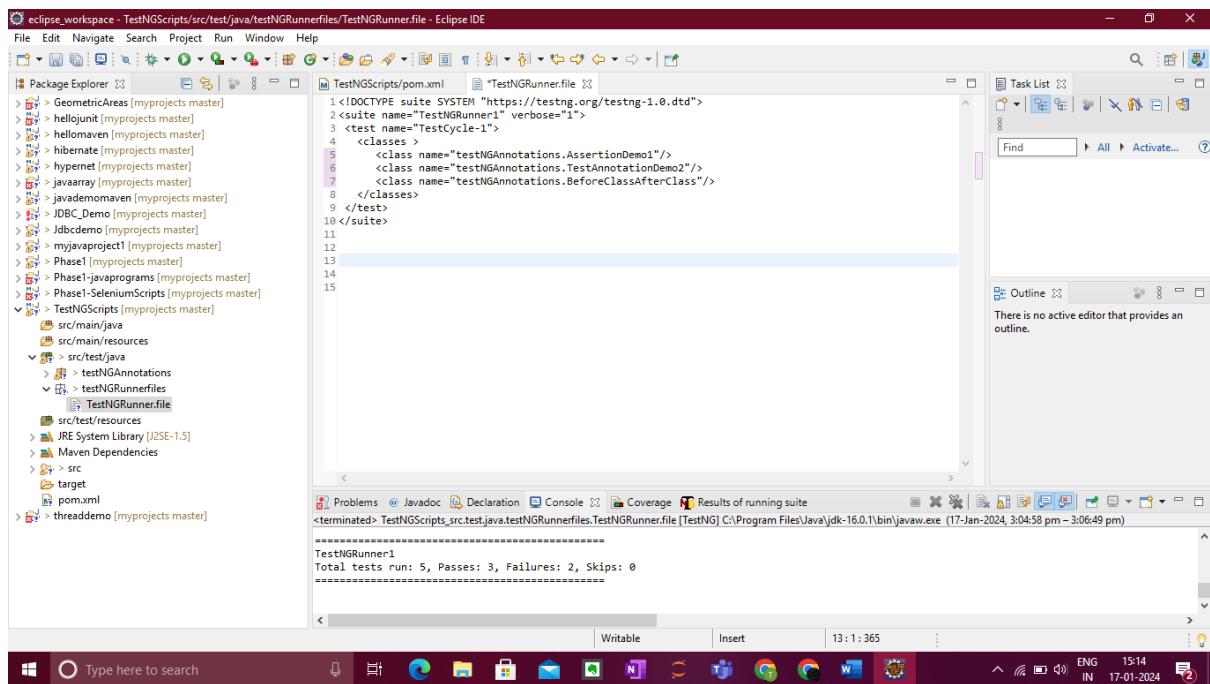 eclipse_workspace - TestNGScripts/src/test/java/testNGRunnerfiles/TestNGRunner.file - Eclipse IDE
File Edit Navigate Search Project Run Window Help
Package Explorer
> GeometricAreas [myprojects master]
> hellojunit [myprojects master]
> hellomaven [myprojects master]
> hibernate [myprojects master]
> hypernet [myprojects master]
> javaarray [myprojects master]
> javademomaven [myprojects master]
> JDBC_Demo [myprojects master]
> Jdbcdemo [myprojects master]
> myjavaproject1 [myprojects master]
> Phase1 [myprojects master]
> Phase1-javaprograms [myprojects master]
> Phase1-SeleniumScripts [myprojects master]
> TestNGScripts [myprojects master]
src/main/java
src/main/resources
> src/test/java
> testNGAnnotations
> testNGRunnerfiles
TestNGRunner.file
src/test/resources
JRE System Library [J2SE-1.5]
Maven Dependencies
> src
target
pom.xml
> threaddemo [myprojects master]
TestNGScripts/pom.xml *TestNGRunner.file
1 <!DOCTYPE suite SYSTEM "https://testng.org/testng-1.0.dtd">
2 <suite name="TestNGRunner1" verbose="1">
3 <test name="TestCycle-1">
4 <classes >
5 <class name="testNGAnnotations.AssertionDemo1"/>
6 <class name="testNGAnnotations.TestAnnotationDemo2"/>
7 <class name="testNGAnnotations.BeforeClassAfterClass"/>
8 </classes>
9 </test>
10 </suite>
11
12
13
14
15
Task List
Find All Activate...
Outline
There is no active editor that provides an
outline.
Problems @ Javadoc Declaration Console Coverage Results of running suite
<terminated> TestNGScripts_src.test.java.testNGRunnerfiles.TestNGRunner.file [TestNG] C:\Program Files\Java\jdk-16.0.1\bin\javaw.exe (17-Jan-2024, 3:04:58 pm – 3:06:49 pm)
===============================================
TestNGRunner1
Total tests run: 5, Passes: 3, Failures: 2, Skips: 0
===============================================
Writable Insert 13 : 1 : 365
Type here to search
ENG 15:14
IN 17-01-2024
2